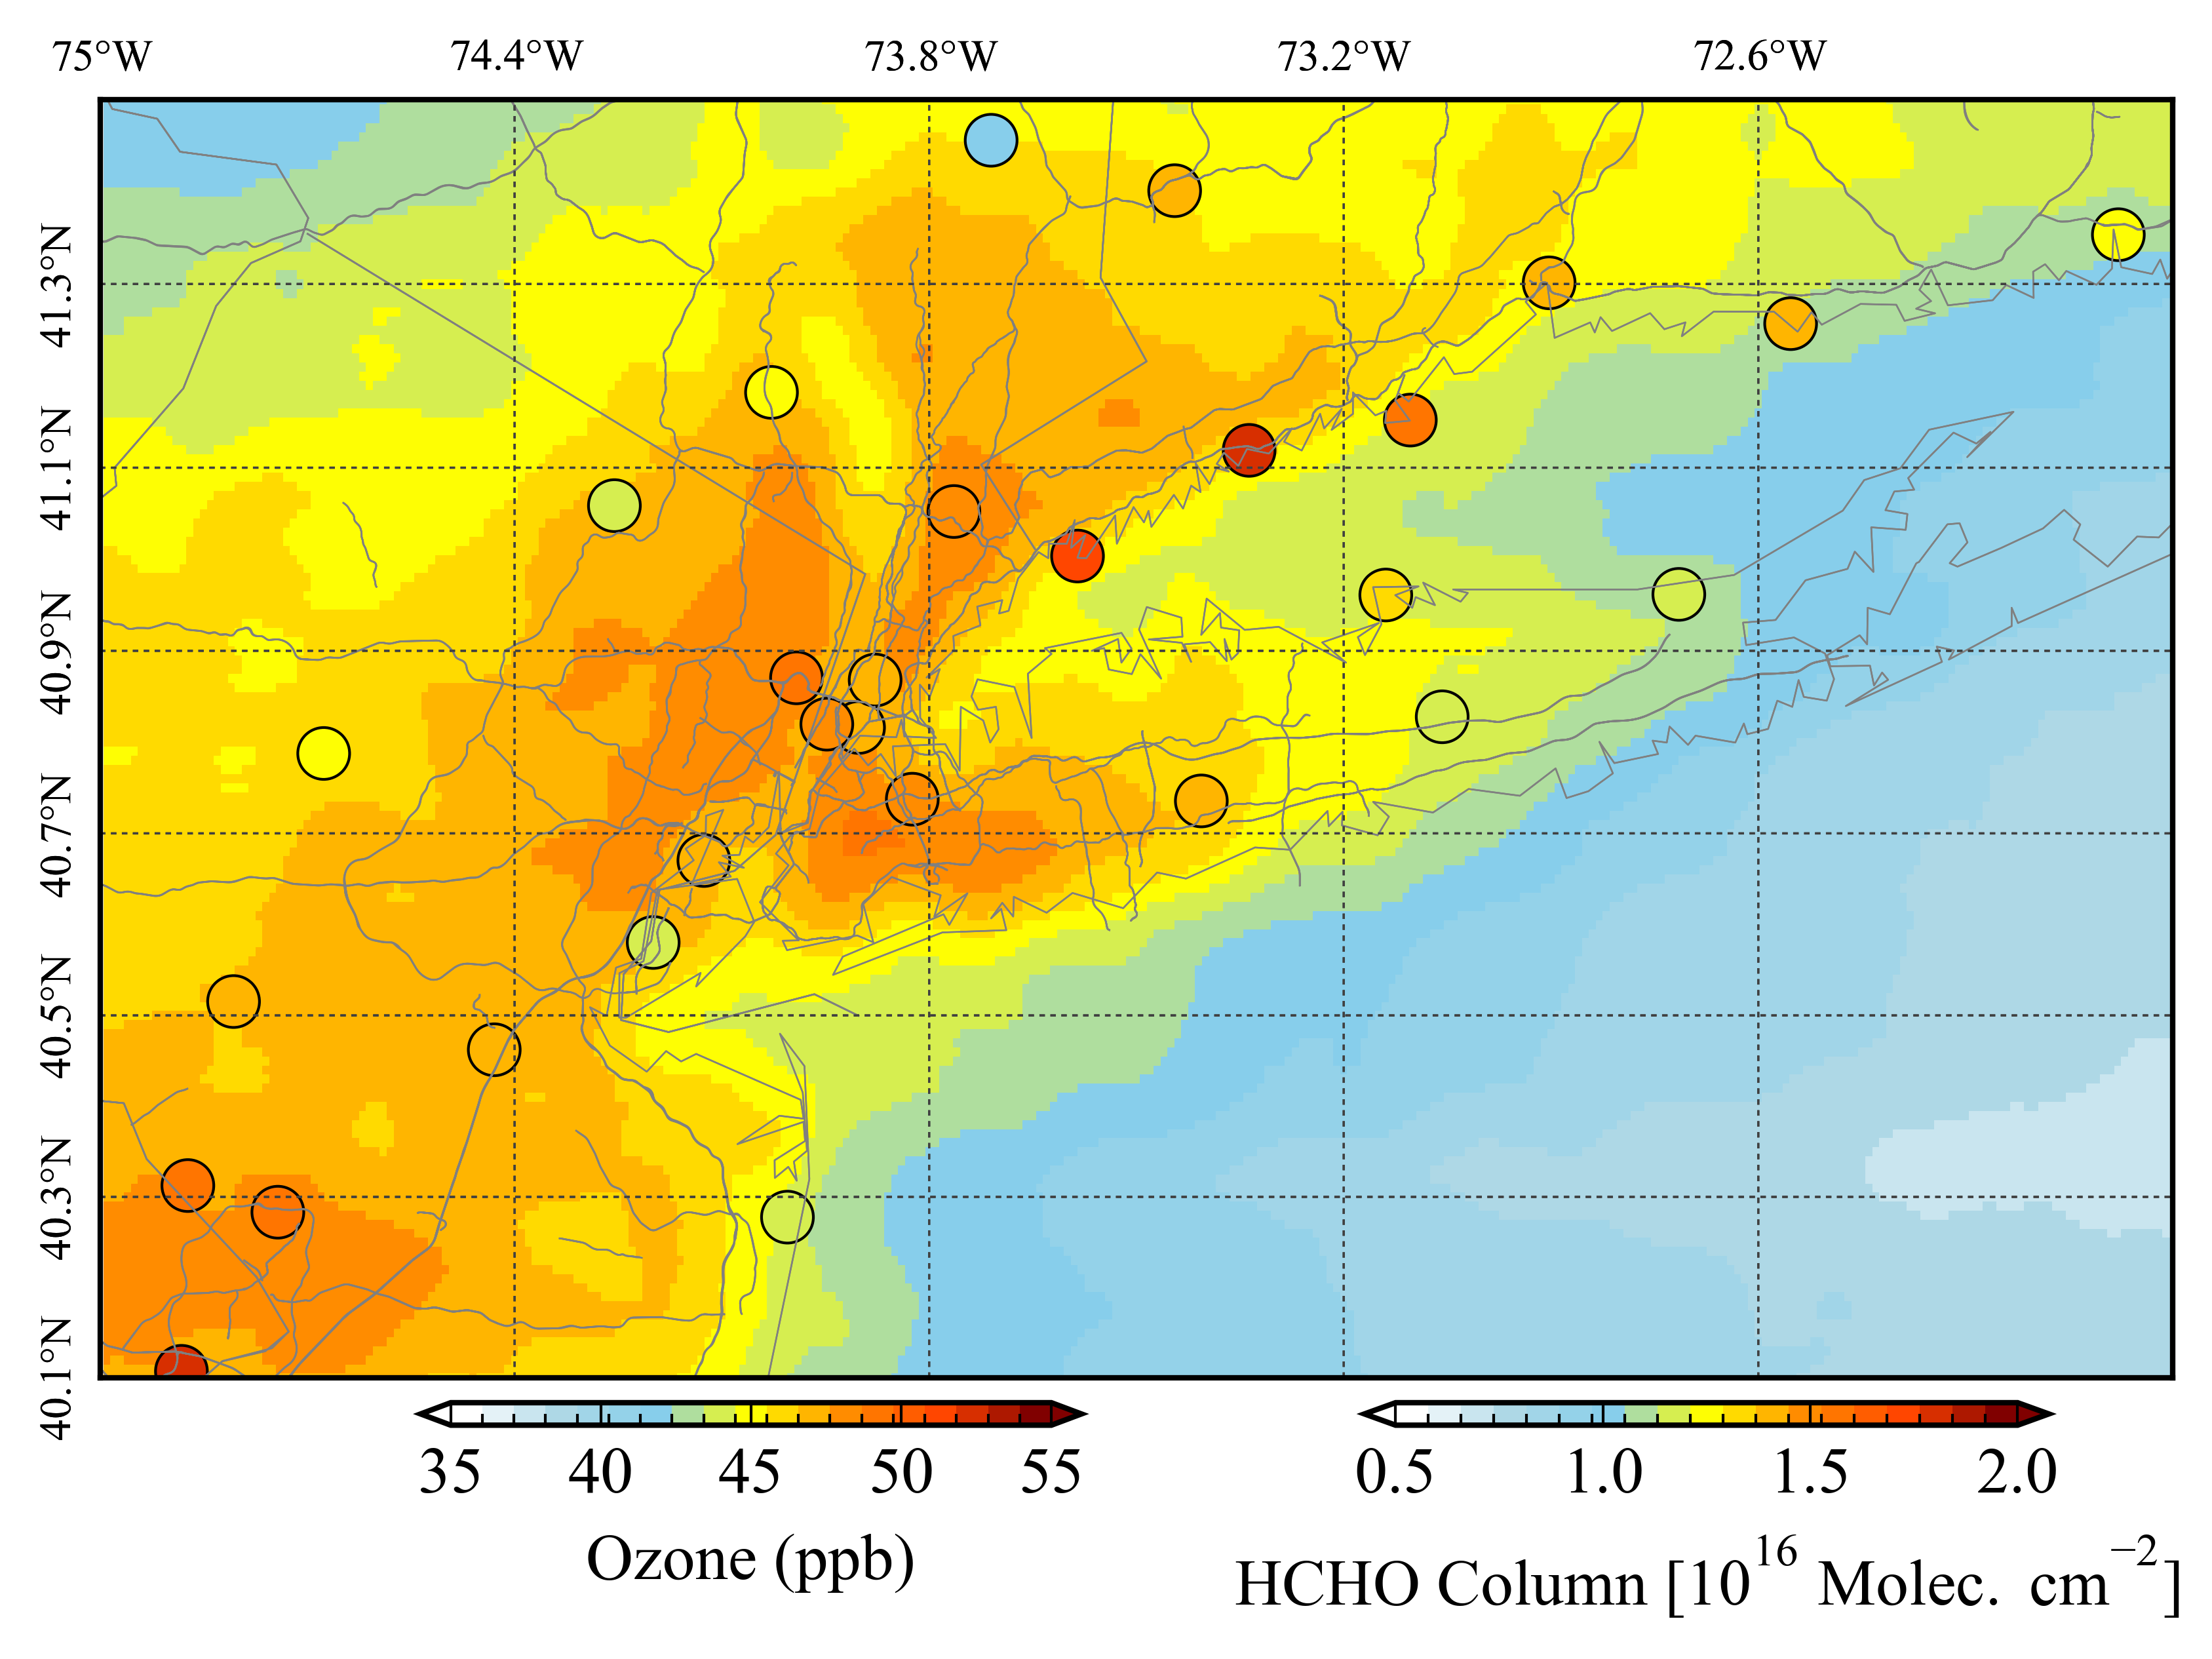 75°W 74.4°W 73.8°W 73.2°W 72.6°W
41.3°N
41.1°N
40.9°N
40.7°N
40.5°N
40.3°N
40.1°N
35 40 45 50 55
Ozone (ppb)
0.5 1.0 1.5 2.0
HCHO Column [10¹⁶ Molec. cm⁻²]